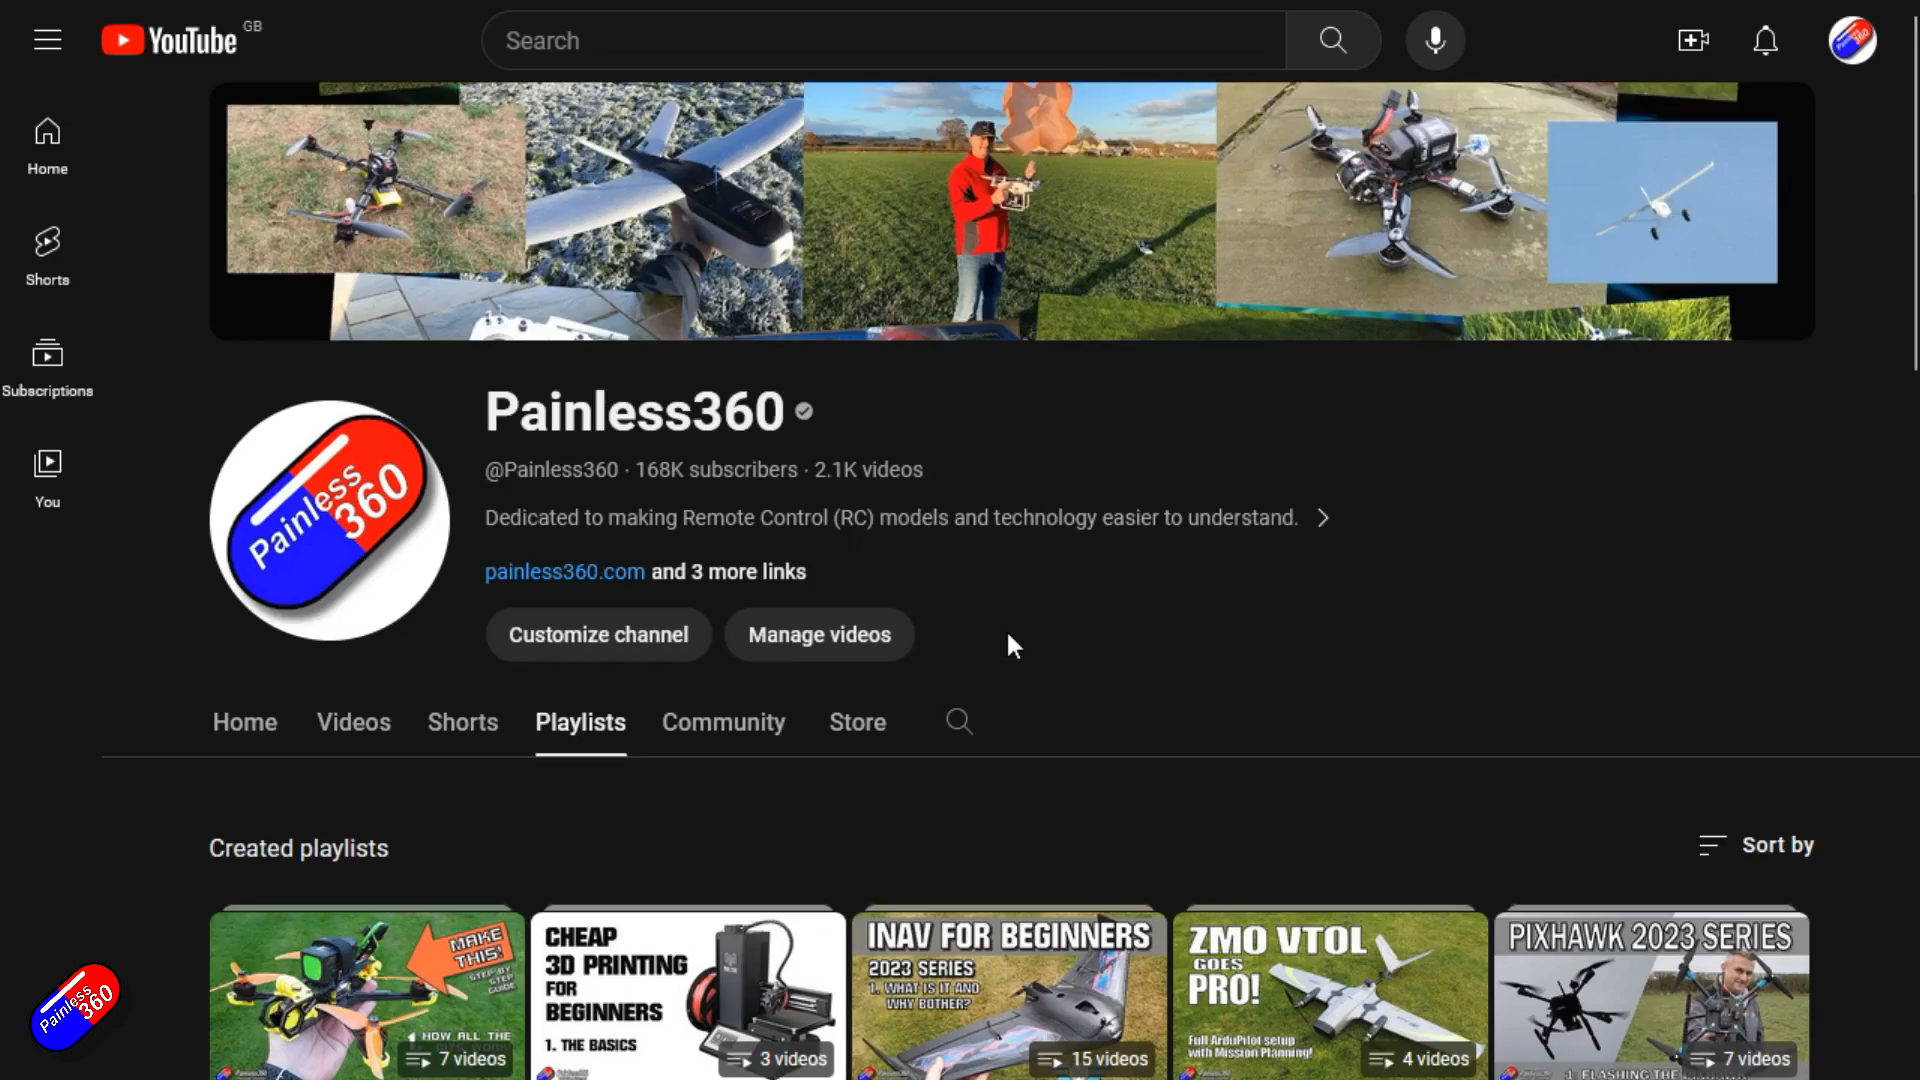 YouTube GB
Search
Home
Shorts
Subscriptions
You
Painless360
Painless360
@Painless360 · 168K subscribers · 2.1K videos
Dedicated to making Remote Control (RC) models and technology easier to understand.
painless360.com and 3 more links
Customize channel
Manage videos
Home
Videos
Shorts
Playlists
Community
Store
Created playlists
Sort by
MAKE THIS!
STEP BY
STEP
GUIDE
1. HOW ALL THE
7 videos
CHEAP
3D PRINTING
FOR
BEGINNERS
1. THE BASICS
3 videos
INAV FOR BEGINNERS
2023 SERIES
1. WHAT IS IT AND
WHY BOTHER?
15 videos
ZMO VTOL
GOES
PRO!
Full ArduPilot setup
with Mission Planning!
4 videos
PIXHAWK 2023 SERIES
7 videos
1. FLASHING THE
Painless360